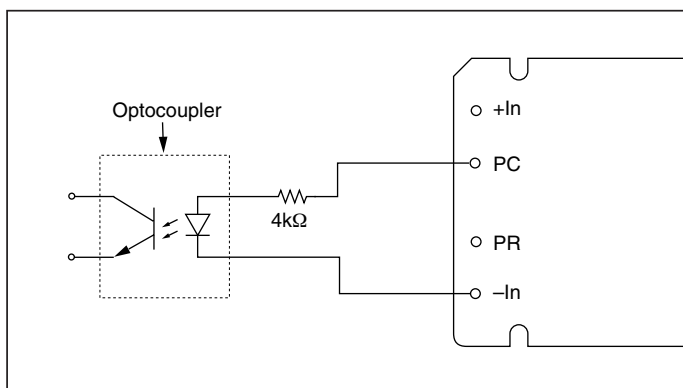 Optocoupler
+In
PC
4kΩ
PR
–In